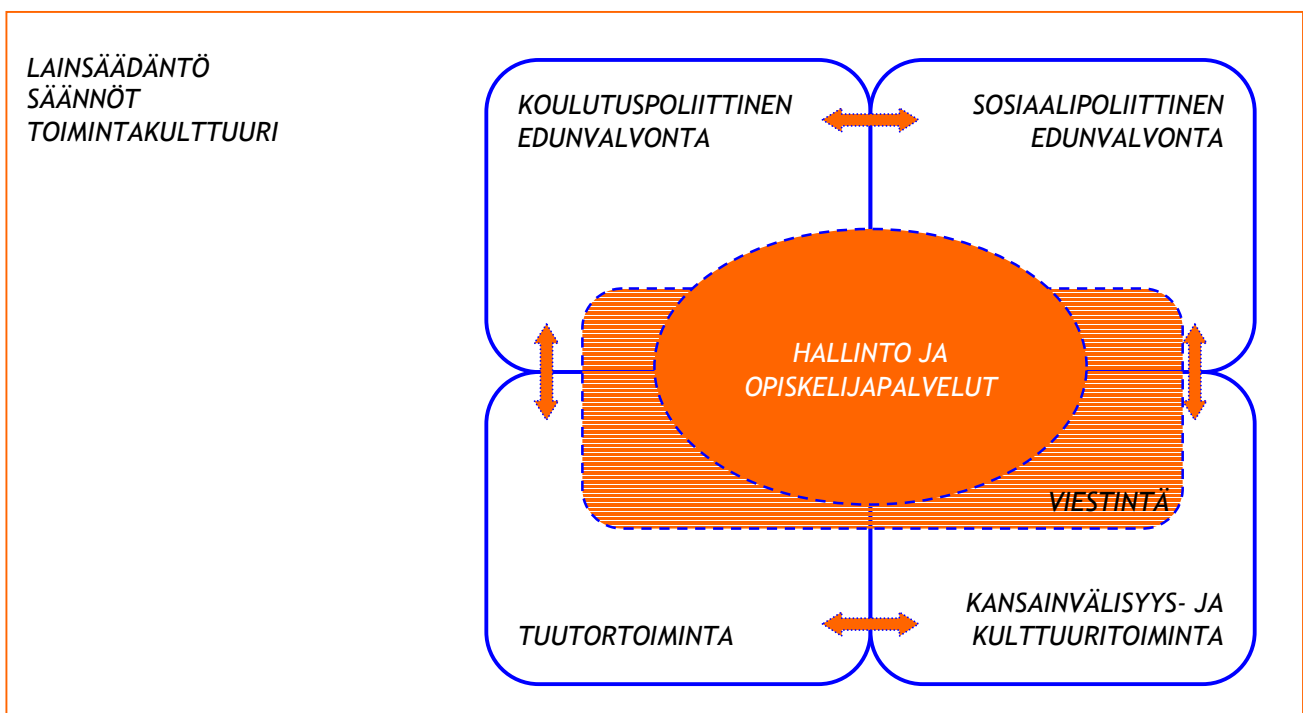 LAINSÄÄDÄNTÖ
SÄÄNNÖT
TOIMINTAKULTTUURI
KOULUTUSPOLIITTINEN
EDUNVALVONTA
SOSIAALIPOLIITTINEN
EDUNVALVONTA
HALLINTO JA
OPISKELIJAPALVELUT
VIESTINTÄ
TUUTORTOIMINTA
KANSAINVÄLISYYS- JA
KULTTUURITOIMINTA